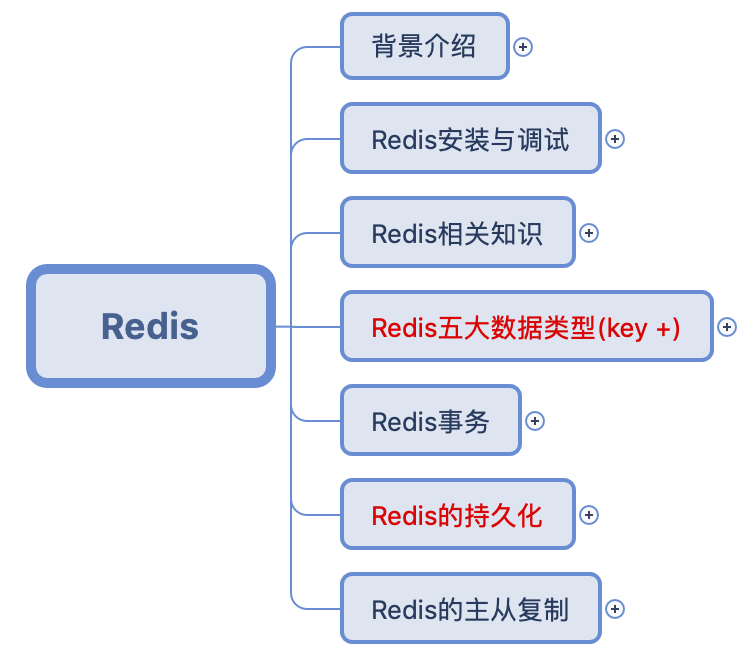 背景介绍
Redis安装与调试
Redis相关知识
Redis
Redis五大数据类型(key +)
Redis事务
Redis的持久化
Redis的主从复制